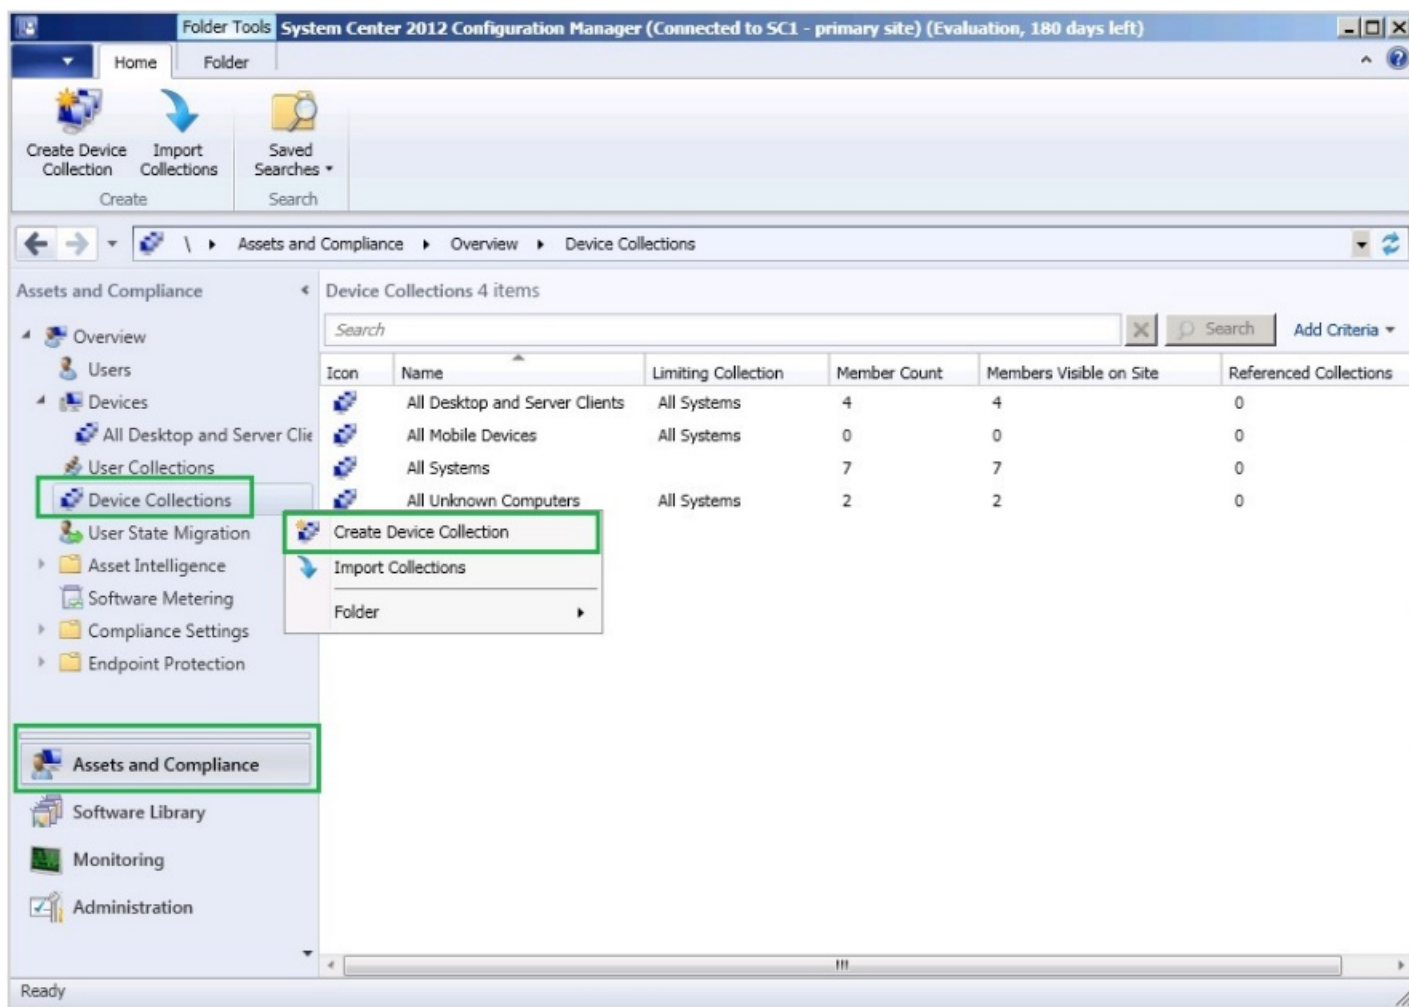 Folder Tools System Center 2012 Configuration Manager (Connected to SC1 - primary site) (Evaluation, 180 days left)
Home Folder
Create Device Collection Import Collections Saved Searches
Create Search
\ Assets and Compliance Overview Device Collections
Assets and Compliance
Overview
Users
Devices
All Desktop and Server Clie
User Collections
Device Collections
User State Migration
Asset Intelligence
Software Metering
Compliance Settings
Endpoint Protection
Assets and Compliance
Software Library
Monitoring
Administration
Device Collections 4 items
Search Search Add Criteria
Icon Name Limiting Collection Member Count Members Visible on Site Referenced Collections
All Desktop and Server Clients All Systems 4 4 0
All Mobile Devices All Systems 0 0 0
All Systems 7 7 0
All Unknown Computers All Systems 2 2 0
Create Device Collection
Import Collections
Folder
Ready